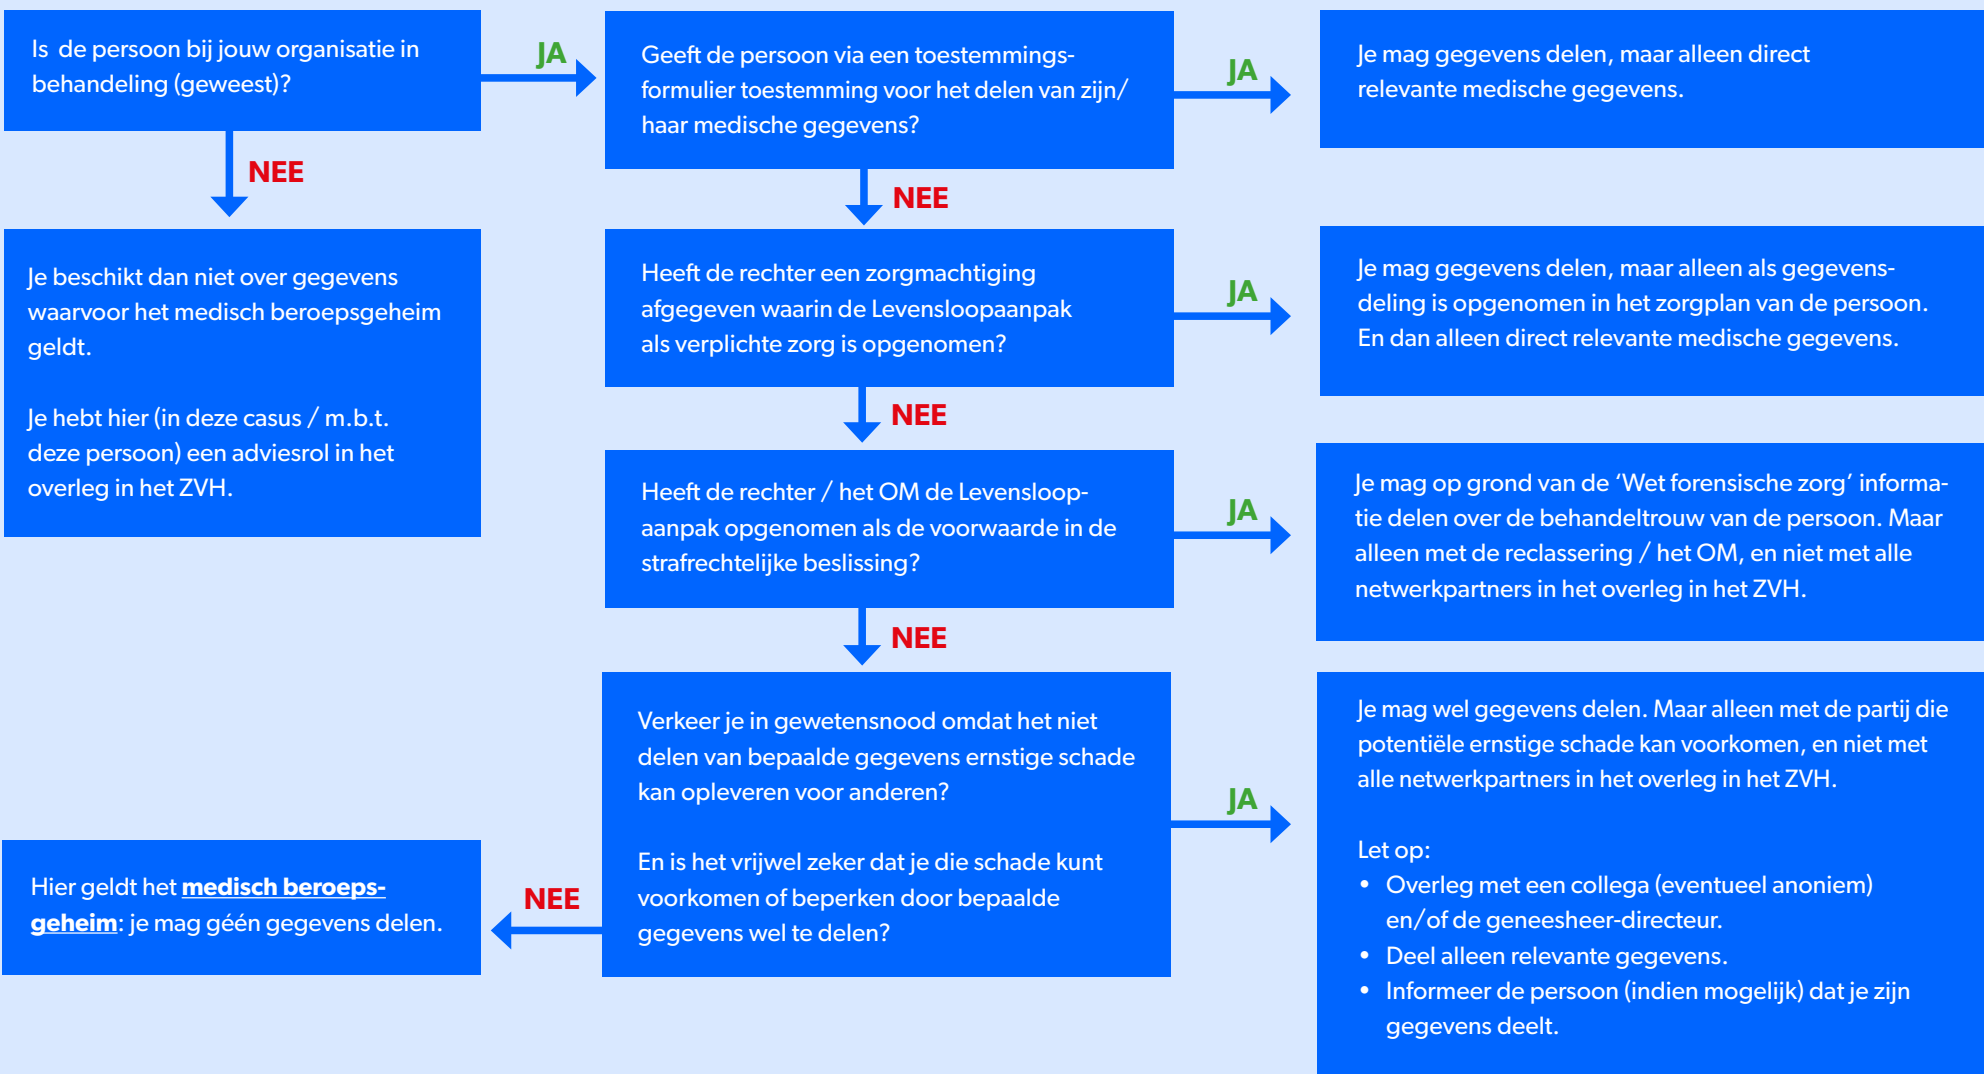 Is de persoon bij jouw organisatie in
behandeling (geweest)?
JA
Geeft de persoon via een toestemmings-
formulier toestemming voor het delen van zijn/
haar medische gegevens?
JA
Je mag gegevens delen, maar alleen direct
relevante medische gegevens.
NEE
NEE
Je beschikt dan niet over gegevens
waarvoor het medisch beroepsgeheim
geldt.
Je hebt hier (in deze casus / m.b.t.
deze persoon) een adviesrol in het
overleg in het ZVH.
Heeft de rechter een zorgmachtiging
afgegeven waarin de Levensloopaanpak
als verplichte zorg is opgenomen?
JA
Je mag gegevens delen, maar alleen als gegevens-
deling is opgenomen in het zorgplan van de persoon.
En dan alleen direct relevante medische gegevens.
NEE
Heeft de rechter / het OM de Levensloop-
aanpak opgenomen als de voorwaarde in de
strafrechtelijke beslissing?
JA
Je mag op grond van de ‘Wet forensische zorg’ informa-
tie delen over de behandeltrouw van de persoon. Maar
alleen met de reclassering / het OM, en niet met alle
netwerkpartners in het overleg in het ZVH.
NEE
Verkeer je in gewetensnood omdat het niet
delen van bepaalde gegevens ernstige schade
kan opleveren voor anderen?
En is het vrijwel zeker dat je die schade kunt
voorkomen of beperken door bepaalde
gegevens wel te delen?
JA
Je mag wel gegevens delen. Maar alleen met de partij die
potentiële ernstige schade kan voorkomen, en niet met
alle netwerkpartners in het overleg in het ZVH.
Let op:
• Overleg met een collega (eventueel anoniem)
en/of de geneesheer-directeur.
• Deel alleen relevante gegevens.
• Informeer de persoon (indien mogelijk) dat je zijn
gegevens deelt.
NEE
Hier geldt het medisch beroeps-
geheim: je mag géén gegevens delen.